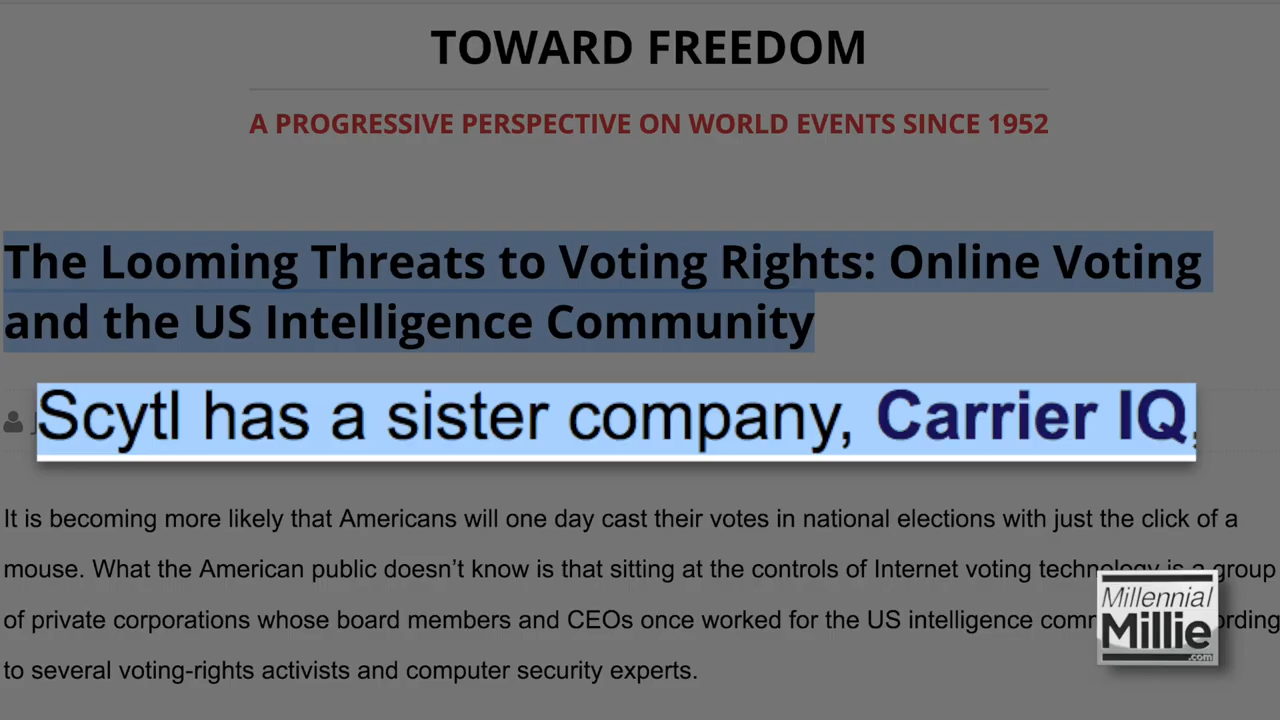 TOWARD FREEDOM
A PROGRESSIVE PERSPECTIVE ON WORLD EVENTS SINCE 1952
The Looming Threats to Voting Rights: Online Voting
and the US Intelligence Community
Scytl has a sister company, Carrier IQ,
It is becoming more likely that Americans will one day cast their votes in national elections with just the click of a
mouse. What the American public doesn’t know is that sitting at the controls of Internet voting technology is a group
of private corporations whose board members and CEOs once worked for the US intelligence
to several voting-rights activists and computer security experts.
Millennial
Millie
.com